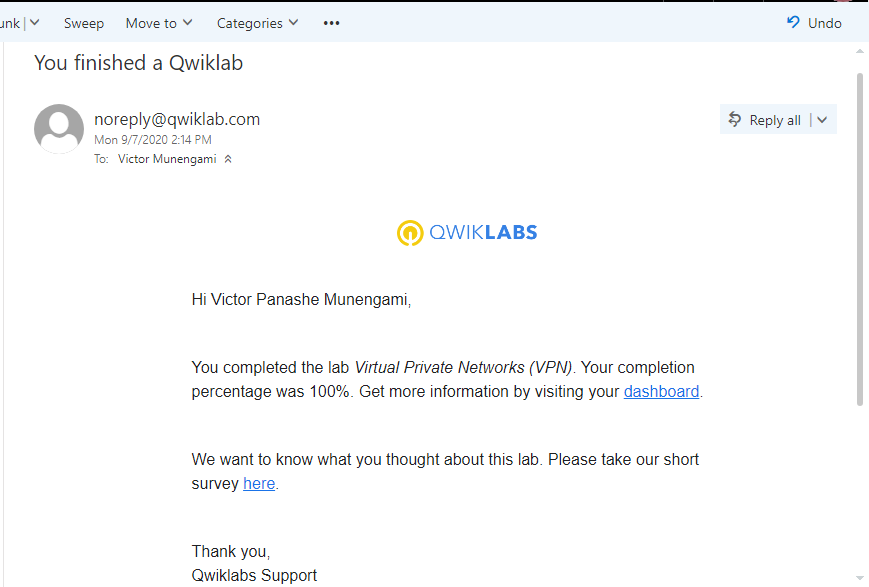 unk
Sweep
Move to
Categories
Undo
You finished a Qwiklab
noreply@qwiklab.com
Mon 9/7/2020 2:14 PM
To: Victor Munengami
Reply all
QWIKLABS
Hi Victor Panashe Munengami,
You completed the lab Virtual Private Networks (VPN). Your completion
percentage was 100%. Get more information by visiting your dashboard.
We want to know what you thought about this lab. Please take our short
survey here.
Thank you,
Qwiklabs Support